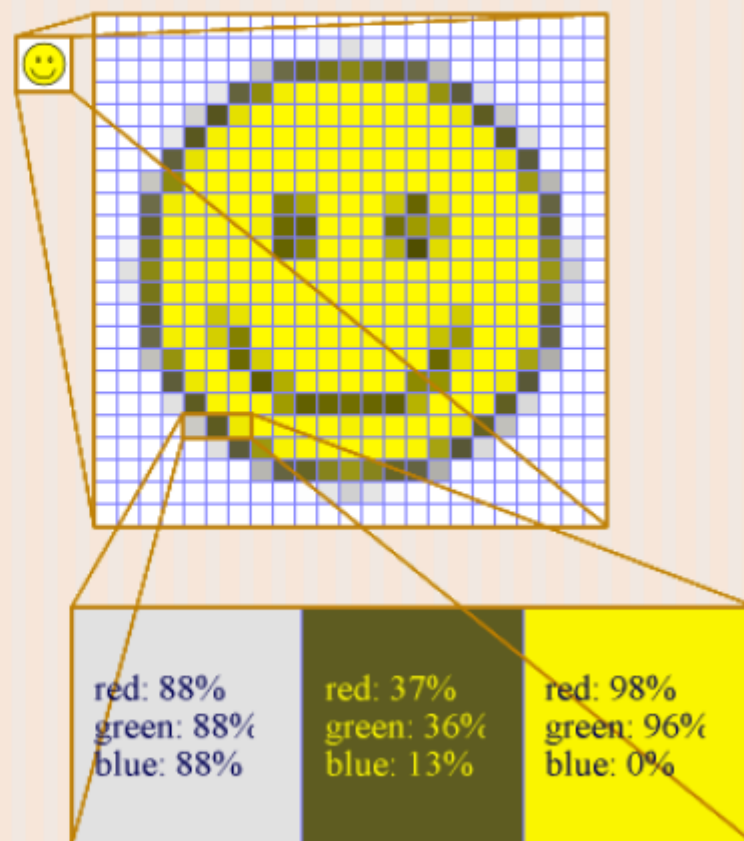 red: 88%
green: 88%
blue: 88%
red: 37%
green: 36%
blue: 13%
red: 98%
green: 96%
blue: 0%